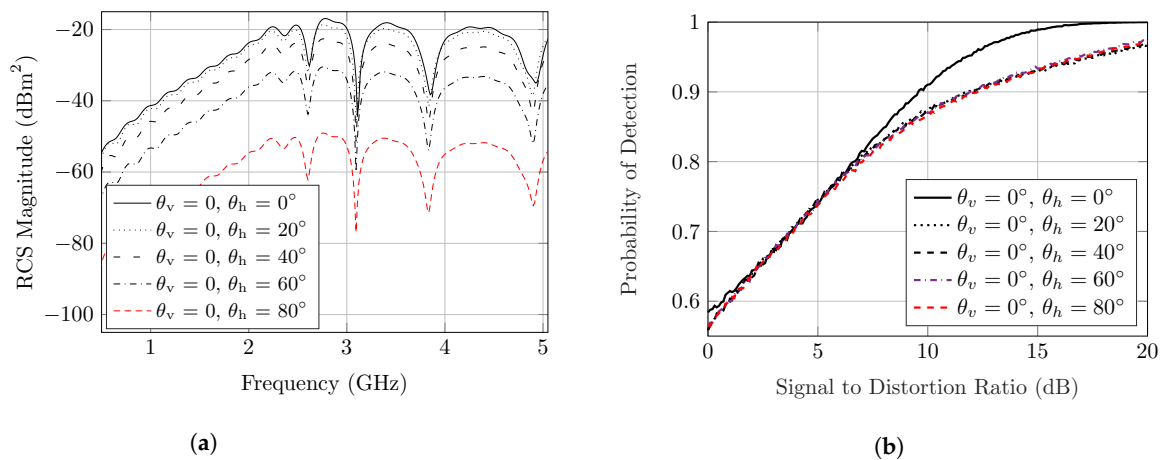 −20
−40
−60
−80
−100
RCS Magnitude (dBm²)
θv = 0, θh = 0°
θv = 0, θh = 20°
θv = 0, θh = 40°
θv = 0, θh = 60°
θv = 0, θh = 80°
1 2 3 4 5
Frequency (GHz)
(a)
1
0.9
0.8
0.7
0.6
Probability of Detection
θv = 0°, θh = 0°
θv = 0°, θh = 20°
θv = 0°, θh = 40°
θv = 0°, θh = 60°
θv = 0°, θh = 80°
0 5 10 15 20
Signal to Distortion Ratio (dB)
(b)